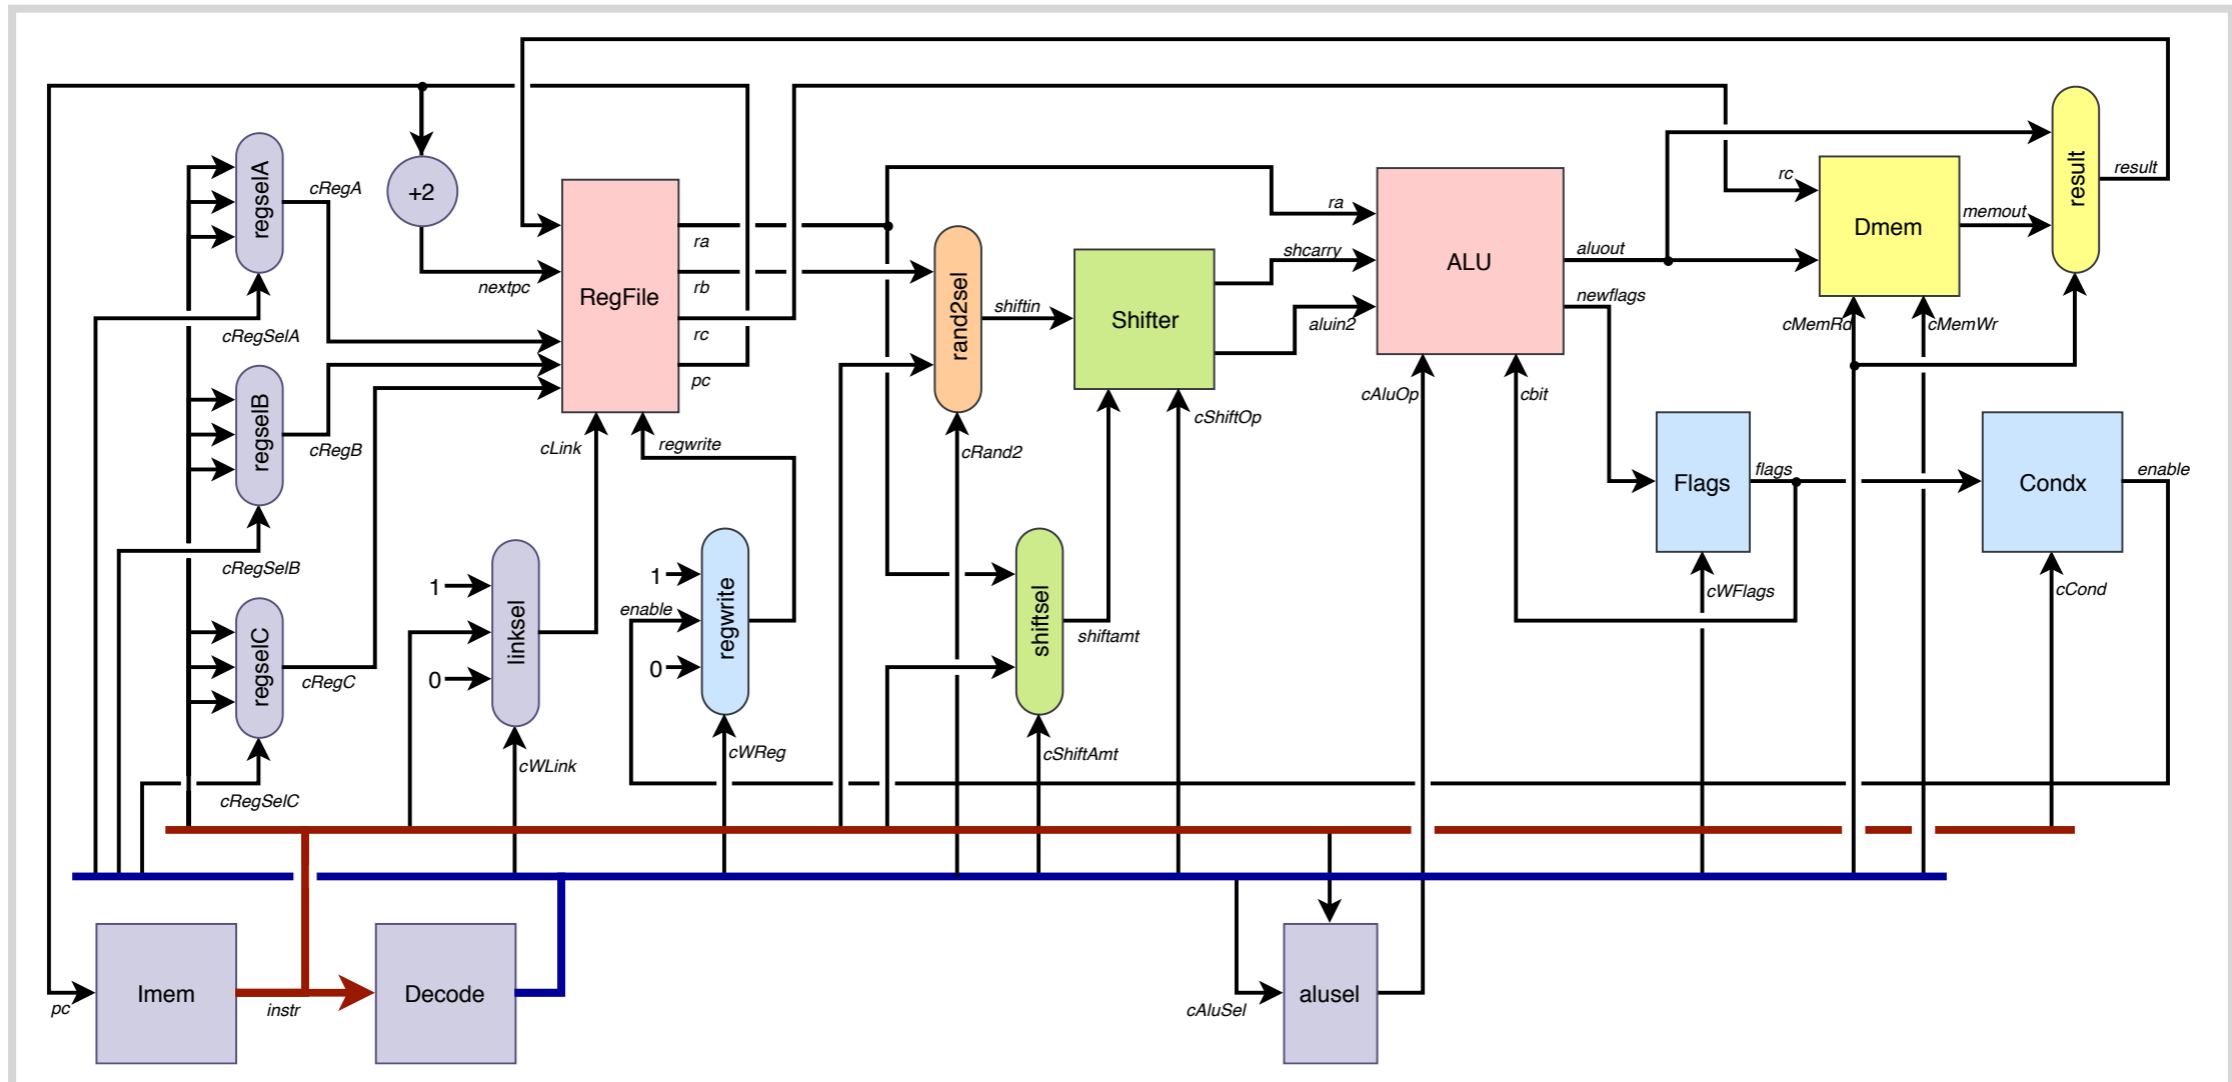 result
regselA
cRegA
+2
nextpc
RegFile
ra
rb
rc
pc
rand2sel
shiftin
Shifter
shcarry
aluin2
ra
ALU
aluout
newflags
rc
Dmem
memout
result
cRegSelA
cMemRd
cMemWr
regselB
cRegB
cLink
regwrite
cRand2
cShiftOp
cAluOp
cbit
Flags
flags
Condx
enable
cRegSelB
1
linksel
0
1
enable
regwrite
0
shiftsel
shiftamt
cWFlags
cCond
regselC
cRegC
cWLink
cWReg
cShiftAmt
cRegSelC
Imem
Decode
alusel
pc
instr
cAluSel